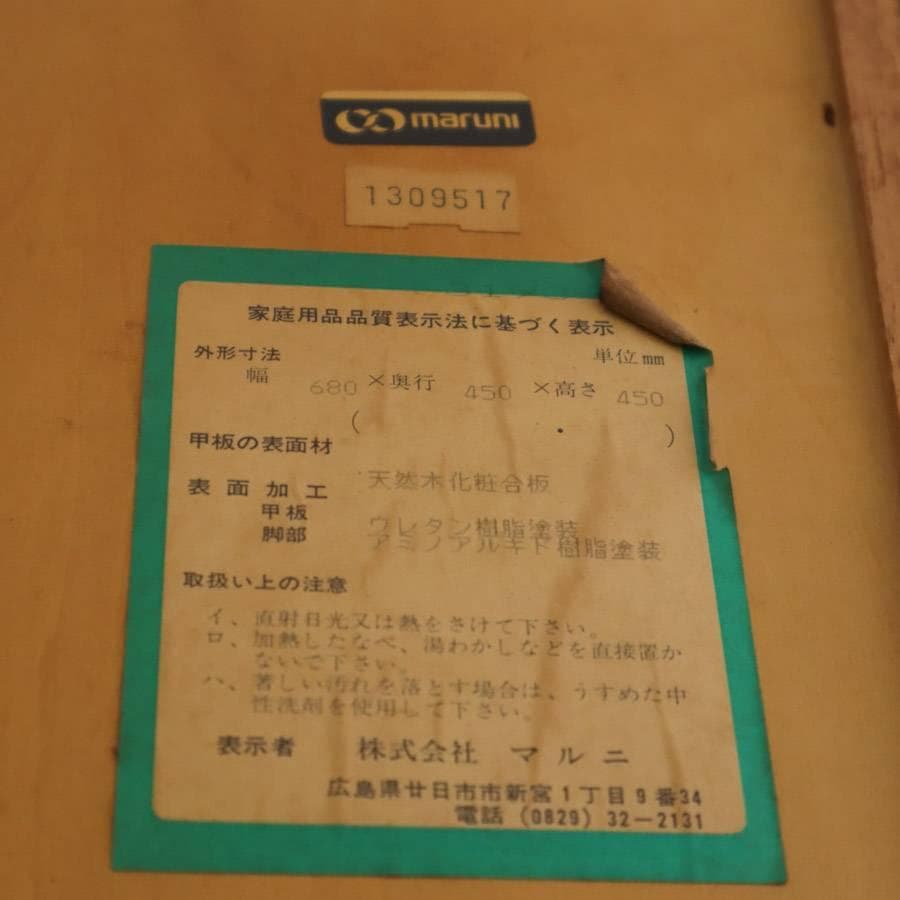 maruni
1309517
家庭用品品質表示法に基づく表示
外形寸法 単位mm
幅 680 ×奥行 450 ×高さ 450
( ・ )
甲板の表面材
天然木化粧合板
表面加工
甲板 ウレタン樹脂塗装
脚部 アミノアルキド樹脂塗装
取扱い上の注意
イ、直射日光又は熱をさけて下さい。
ロ、加熱したなべ、湯わかしなどを直接置か
ないで下さい。
ハ、著しい汚れを落とす場合は、うすめた中
性洗剤を使用して下さい。
表示者 株式会社 マルニ
広島県廿日市市新宮1丁目9番34
電話 (0829) 32-2131